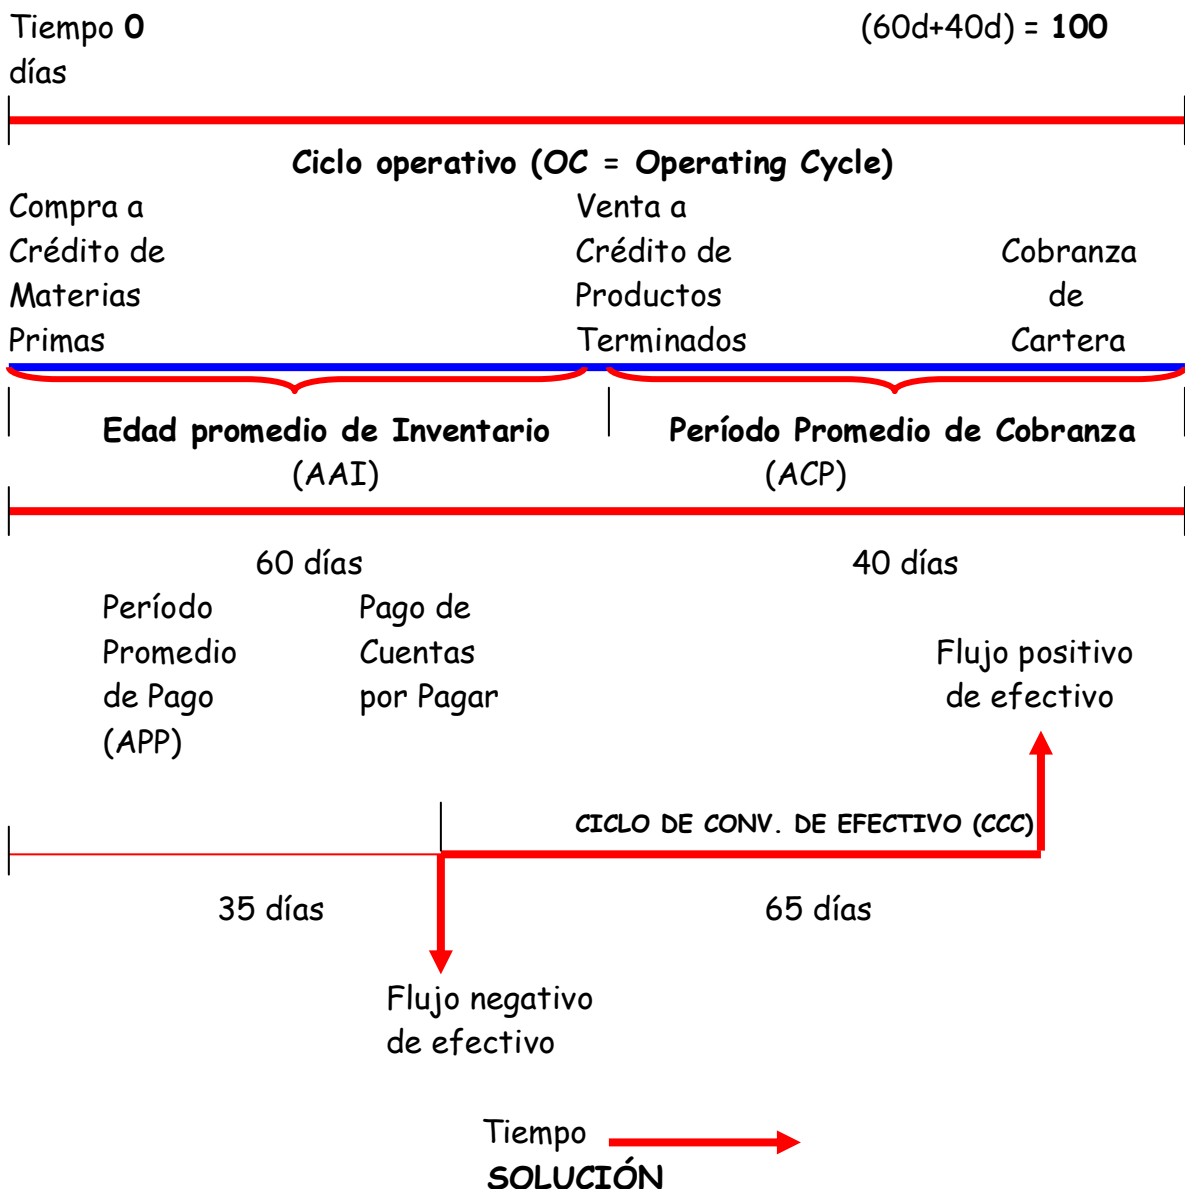 Tiempo 0 (60d+40d) = 100
días
Ciclo operativo (OC = Operating Cycle)
Compra a
Crédito de
Materias
Primas
Venta a
Crédito de
Productos
Terminados
Cobranza
de
Cartera
Edad promedio de Inventario
(AAI)
Período Promedio de Cobranza
(ACP)
60 días
40 días
Período
Promedio
de Pago
(APP)
Pago de
Cuentas
por Pagar
Flujo positivo
de efectivo
CICLO DE CONV. DE EFECTIVO (CCC)
35 días
65 días
Flujo negativo
de efectivo
Tiempo
SOLUCIÓN